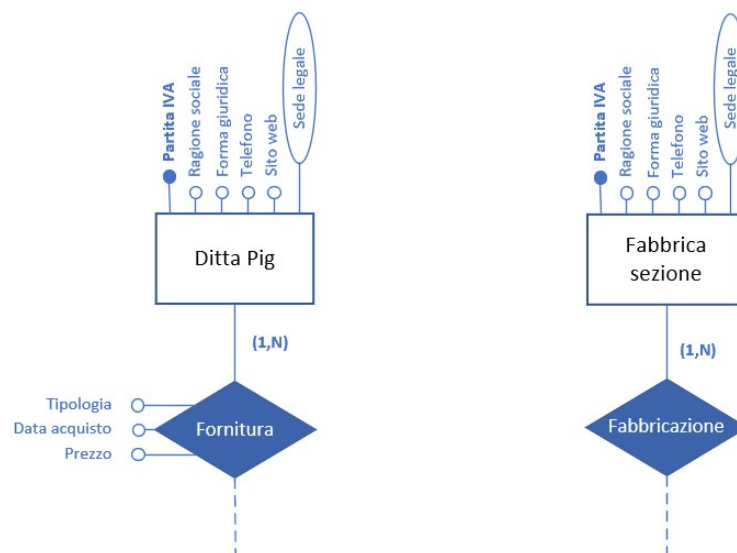 Partita IVA
Ragione sociale
Forma giuridica
Telefono
Sito web
Sede legale
Ditta Pig
(1,N)
Tipologia
Data acquisto
Prezzo
Fornitura
Partita IVA
Ragione sociale
Forma giuridica
Telefono
Sito web
Sede legale
Fabbrica
sezione
(1,N)
Fabbricazione